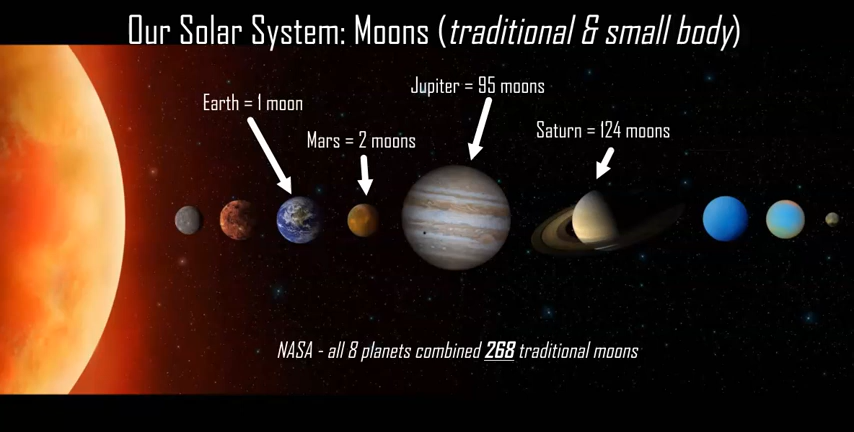 Our Solar System: Moons (traditional & small body)
Jupiter = 95 moons
Earth = 1 moon
Saturn = 124 moons
Mars = 2 moons
NASA - all 8 planets combined 268 traditional moons